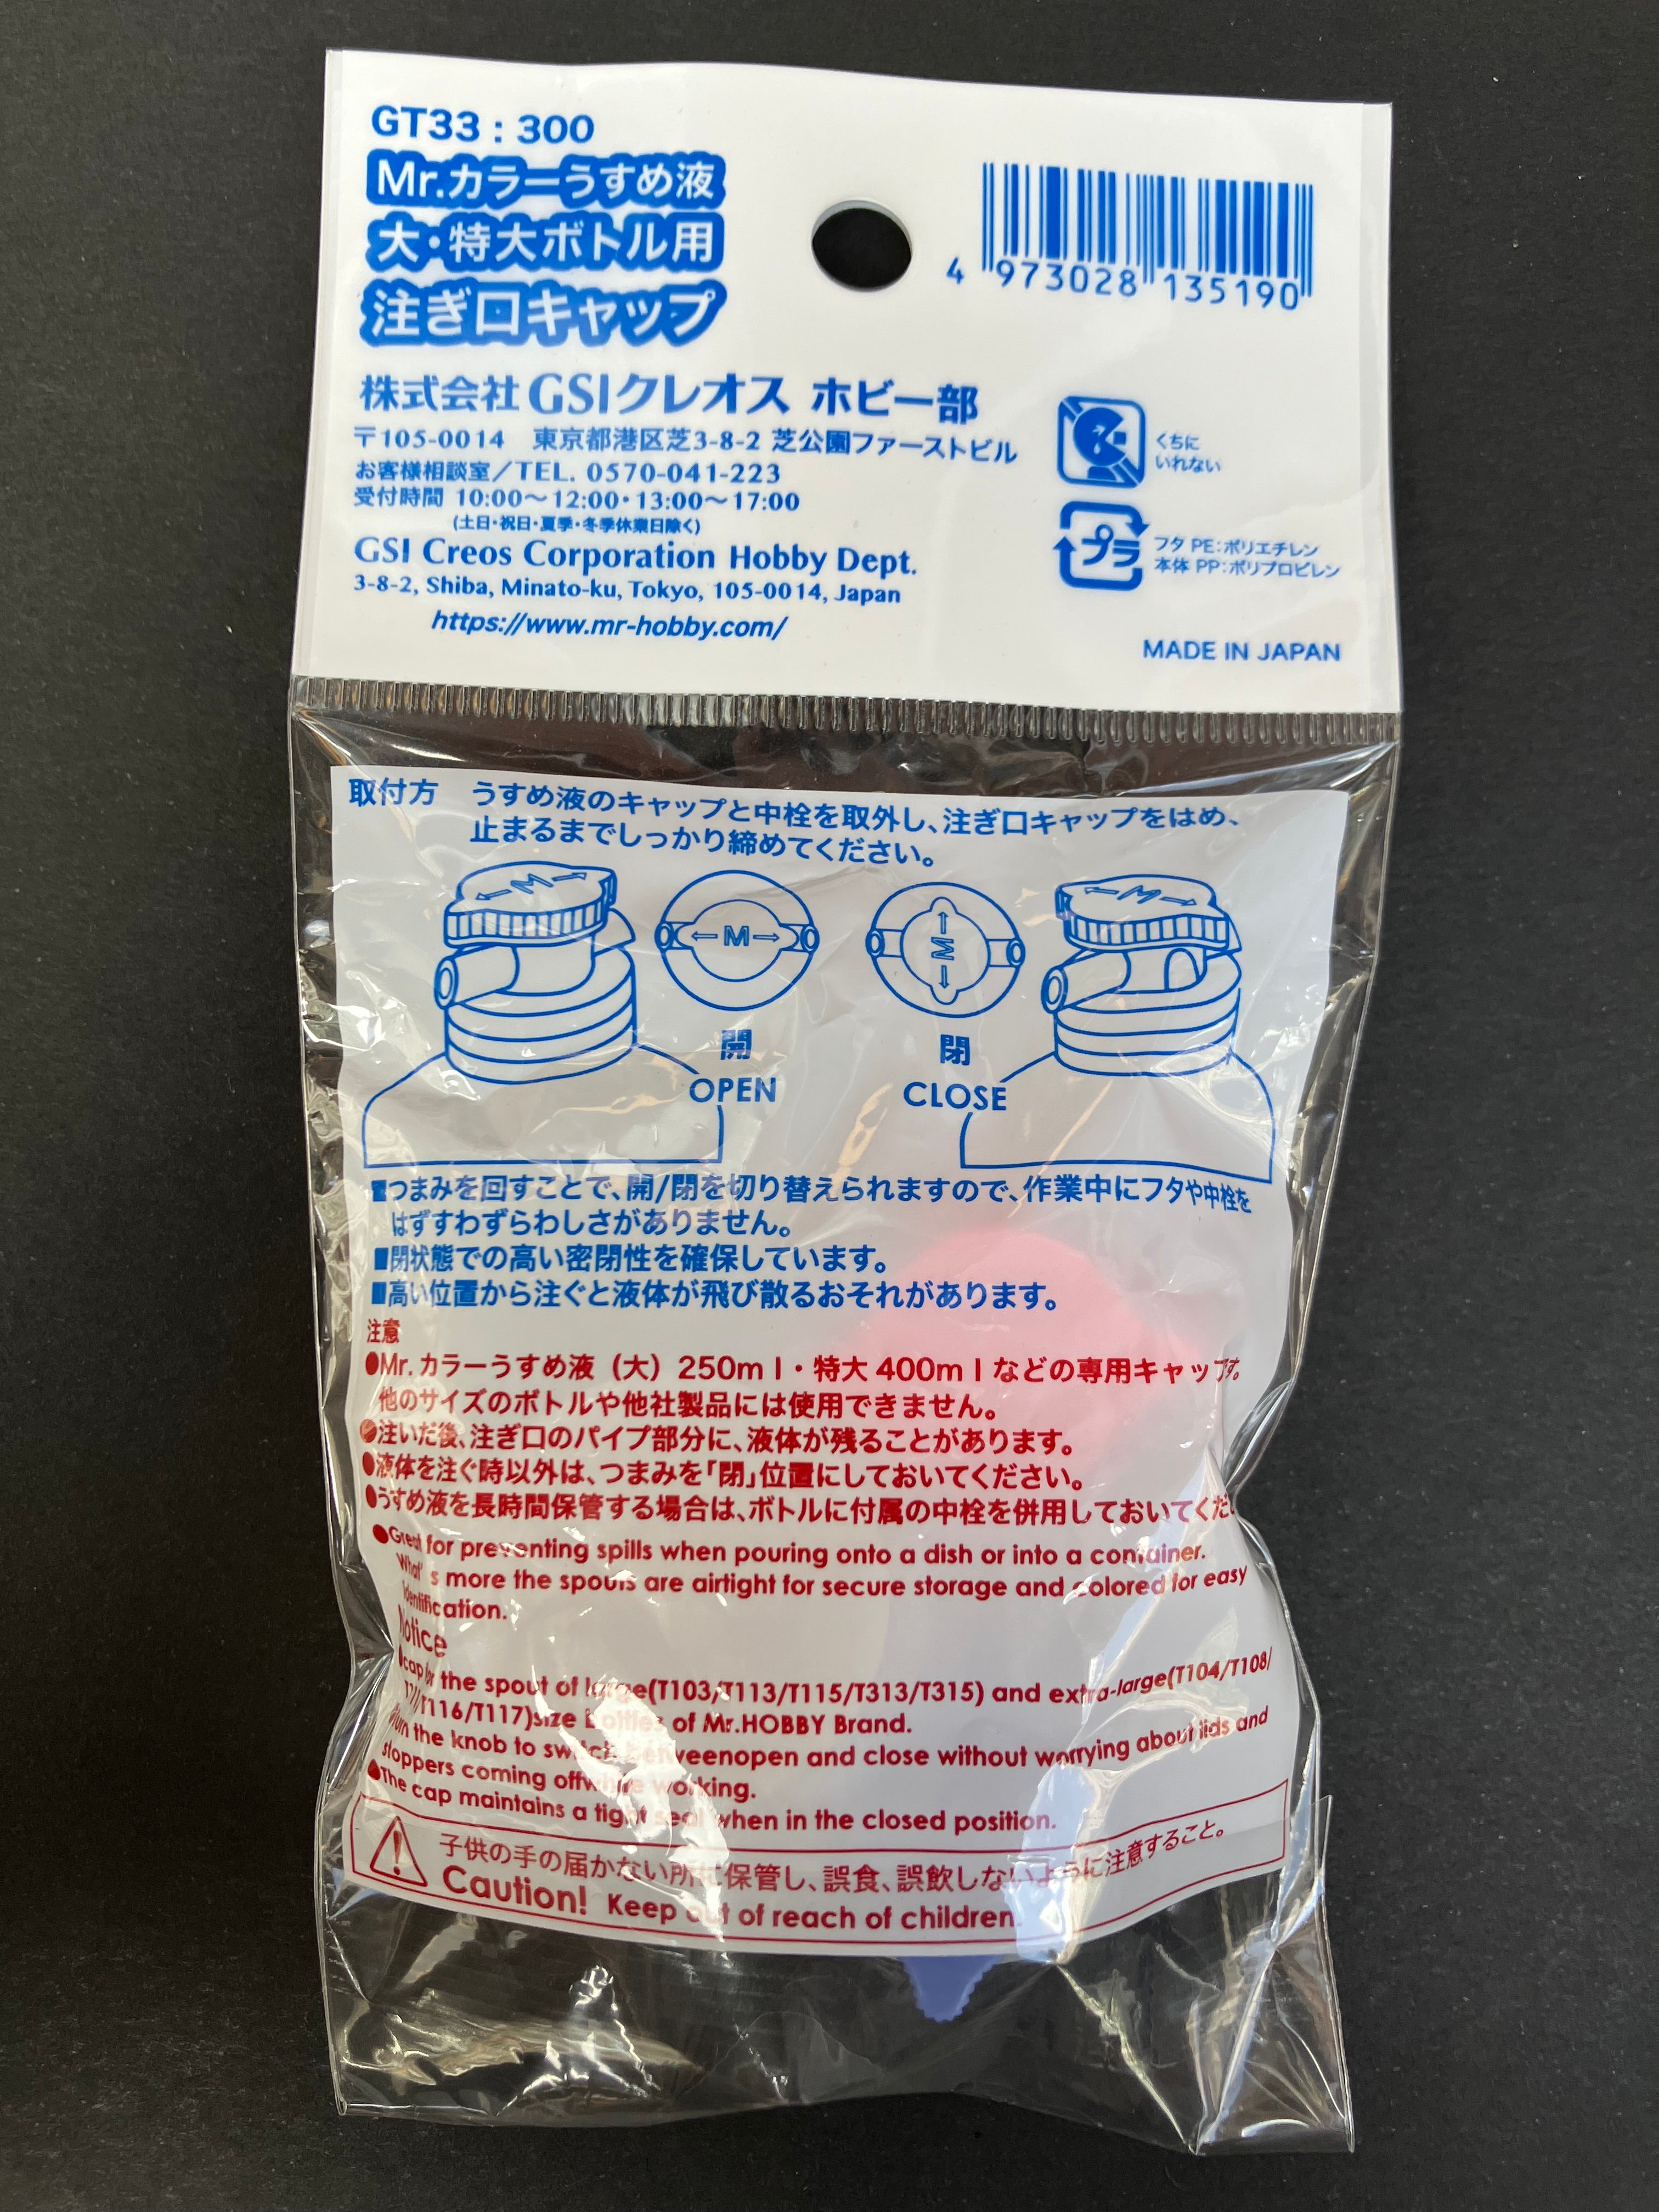 GT33 : 300
Mr.カラーうすめ液
大・特大ボトル用
注ぎ口キャップ
4 973028 135190
株式会社GSIクレオス ホビー部
〒105-0014 東京都港区芝3-8-2 芝公園ファーストビル
お客様相談室／TEL. 0570-041-223
受付時間 10:00〜12:00・13:00〜17:00
(土日・祝日・夏季・冬季休業日除く)
GSI Creos Corporation Hobby Dept.
3-8-2, Shiba, Minato-ku, Tokyo, 105-0014, Japan
https://www.mr-hobby.com/
くちに
いれない
プラ
フタ PE:ポリエチレン
本体 PP:ポリプロピレン
MADE IN JAPAN
取付方 うすめ液のキャップと中栓を取外し、注ぎ口キャップをはめ、
止まるまでしっかり締めてください。
←M→
←M→
←M→
←M→
開
OPEN
閉
CLOSE
■つまみを回すことで、開/閉を切り替えられますので、作業中にフタや中栓を
はずすわずらわしさがありません。
■閉状態での高い密閉性を確保しています。
■高い位置から注ぐと液体が飛び散るおそれがあります。
注意
●Mr.カラーうすめ液（大）250ml・特大400mlなどの専用キャップです。
他のサイズのボトルや他社製品には使用できません。
●注いだ後、注ぎ口のパイプ部分に、液体が残ることがあります。
●液体を注ぐ時以外は、つまみを「閉」位置にしておいてください。
●うすめ液を長時間保管する場合は、ボトルに付属の中栓を併用しておいてくだ
●Great for preventing spills when pouring onto a dish or into a container.
What's more the spouts are airtight for secure storage and colored for easy
identification.
Notice
●cap for the spout of large(T103/T113/T115/T313/T315) and extra-large(T104/T108/
/T116/T117)size bottles of Mr.HOBBY Brand.
Turn the knob to switch betweenopen and close without worrying about lids and
stoppers coming offwhile working.
●The cap maintains a tight seal when in the closed position.
子供の手の届かない所に保管し、誤食、誤飲しないように注意すること。
Caution! Keep out of reach of children.